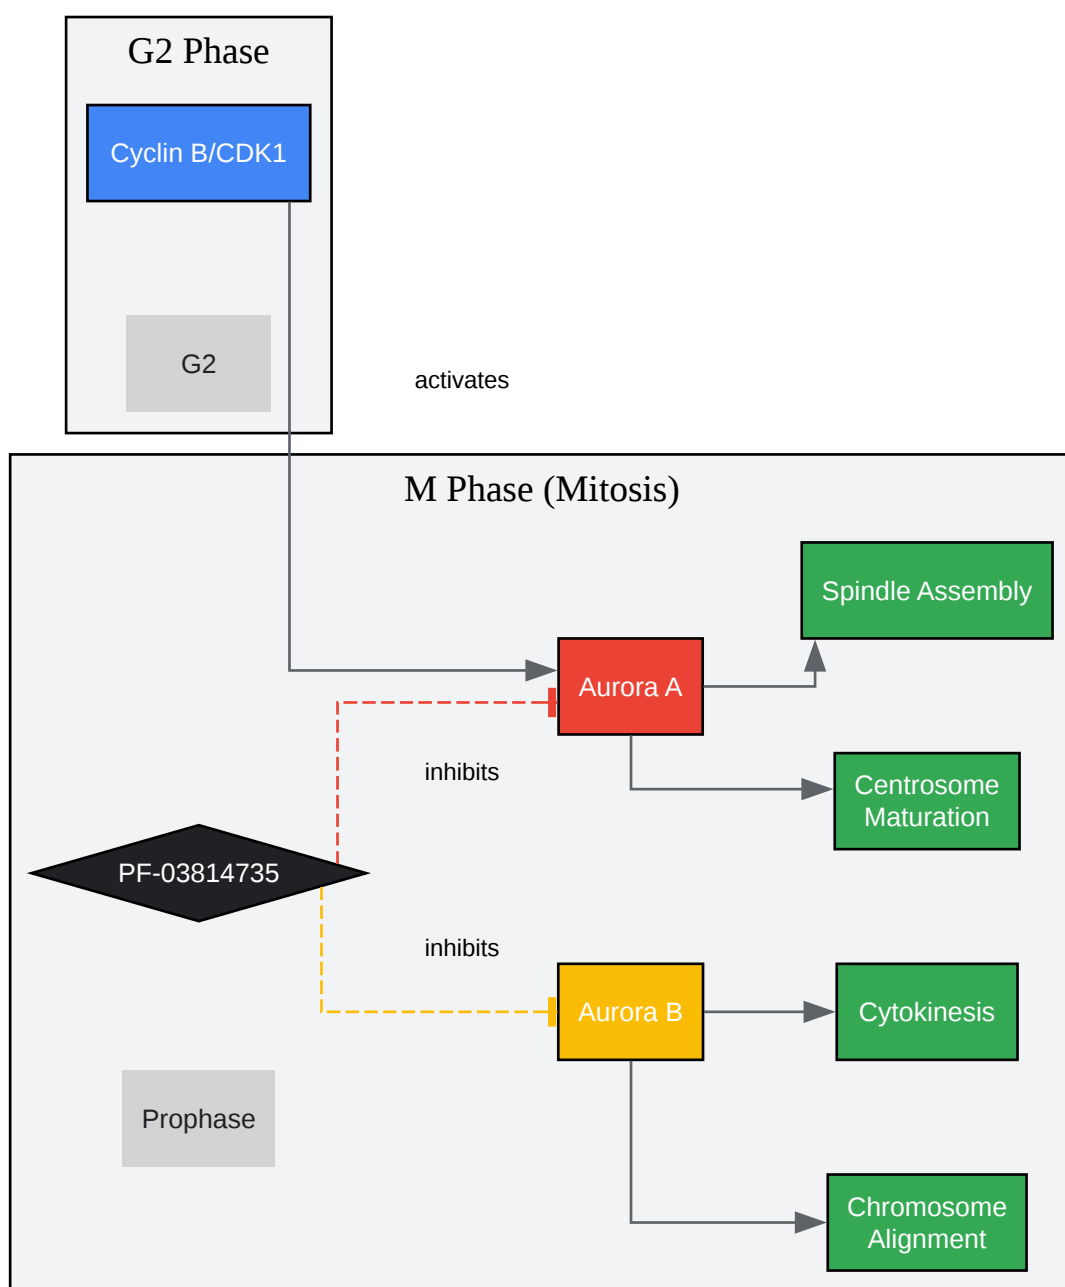 G2 Phase
Cyclin B/CDK1
G2
activates
M Phase (Mitosis)
Spindle Assembly
Aurora A
inhibits
Centrosome
Maturation
PF-03814735
inhibits
Aurora B
Cytokinesis
Prophase
Chromosome
Alignment